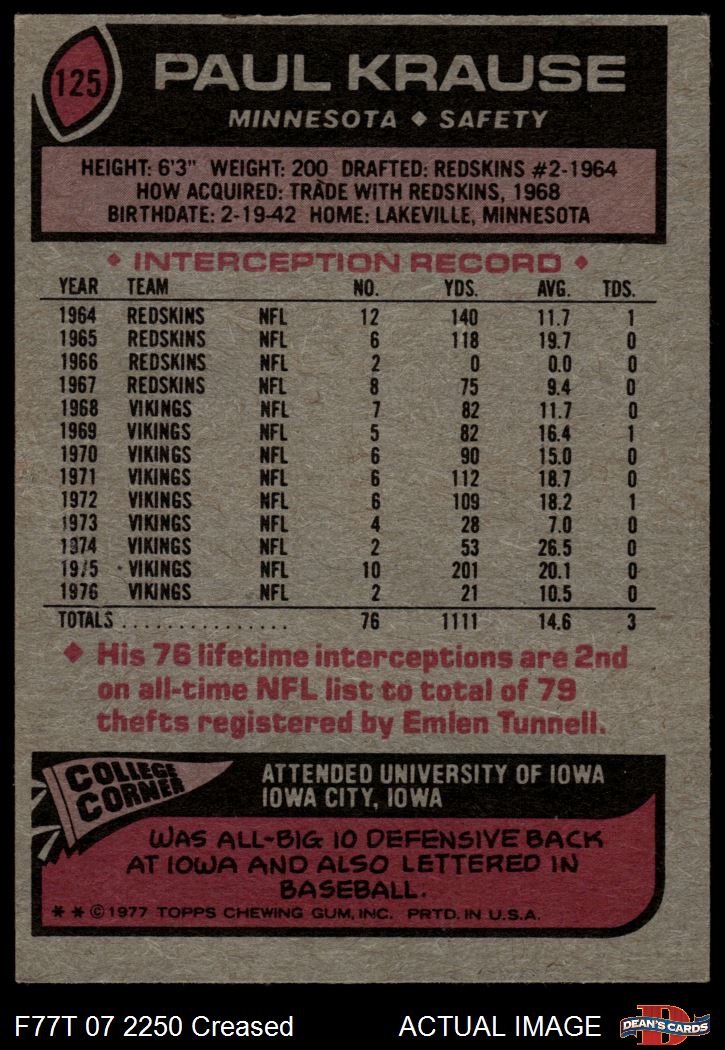 125
PAUL KRAUSE
MINNESOTA ♦ SAFETY
HEIGHT: 6'3" WEIGHT: 200 DRAFTED: REDSKINS #2-1964
HOW ACQUIRED: TRADE WITH REDSKINS, 1968
BIRTHDATE: 2-19-42 HOME: LAKEVILLE, MINNESOTA
♦ INTERCEPTION RECORD ♦
YEAR TEAM NO. YDS. AVG. TDS.
1964 REDSKINS NFL 12 140 11.7 1
1965 REDSKINS NFL 6 118 19.7 0
1966 REDSKINS NFL 2 0 0.0 0
1967 REDSKINS NFL 8 75 9.4 0
1968 VIKINGS NFL 7 82 11.7 0
1969 VIKINGS NFL 5 82 16.4 1
1970 VIKINGS NFL 6 90 15.0 0
1971 VIKINGS NFL 6 112 18.7 0
1972 VIKINGS NFL 6 109 18.2 1
1973 VIKINGS NFL 4 28 7.0 0
1974 VIKINGS NFL 2 53 26.5 0
1975 VIKINGS NFL 10 201 20.1 0
1976 VIKINGS NFL 2 21 10.5 0
TOTALS ............... 76 1111 14.6 3
♦ His 76 lifetime interceptions are 2nd
on all-time NFL list to total of 79
thefts registered by Emlen Tunnell.
COLLEGE
CORNER
ATTENDED UNIVERSITY OF IOWA
IOWA CITY, IOWA
WAS ALL-BIG 10 DEFENSIVE BACK
AT IOWA AND ALSO LETTERED IN
BASEBALL.
* * © 1977 TOPPS CHEWING GUM, INC. PRTD. IN U.S.A.
F77T 07 2250 Creased
ACTUAL IMAGE
D
DEAN'S CARDS